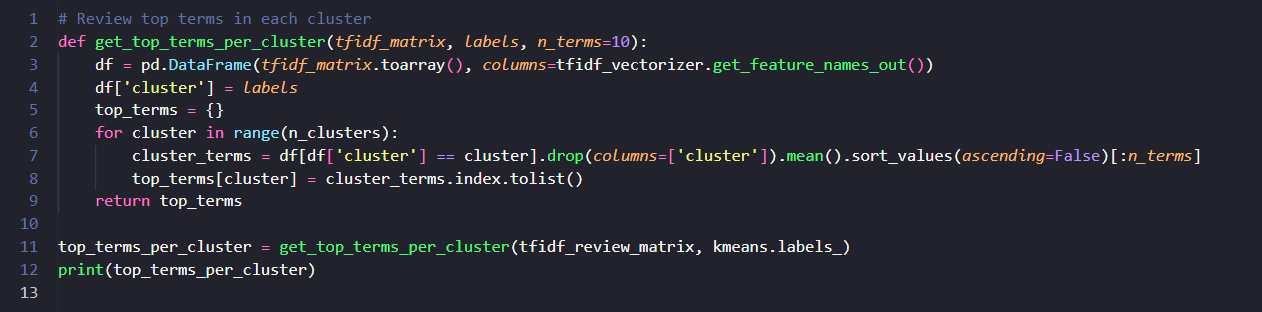 1 # Review top terms in each cluster
2 def get_top_terms_per_cluster(tfidf_matrix, labels, n_terms=10):
3     df = pd.DataFrame(tfidf_matrix.toarray(), columns=tfidf_vectorizer.get_feature_names_out())
4     df['cluster'] = labels
5     top_terms = {}
6     for cluster in range(n_clusters):
7         cluster_terms = df[df['cluster'] == cluster].drop(columns=['cluster']).mean().sort_values(ascending=False)[:n_terms]
8         top_terms[cluster] = cluster_terms.index.tolist()
9     return top_terms
10
11 top_terms_per_cluster = get_top_terms_per_cluster(tfidf_review_matrix, kmeans.labels_)
12 print(top_terms_per_cluster)
13